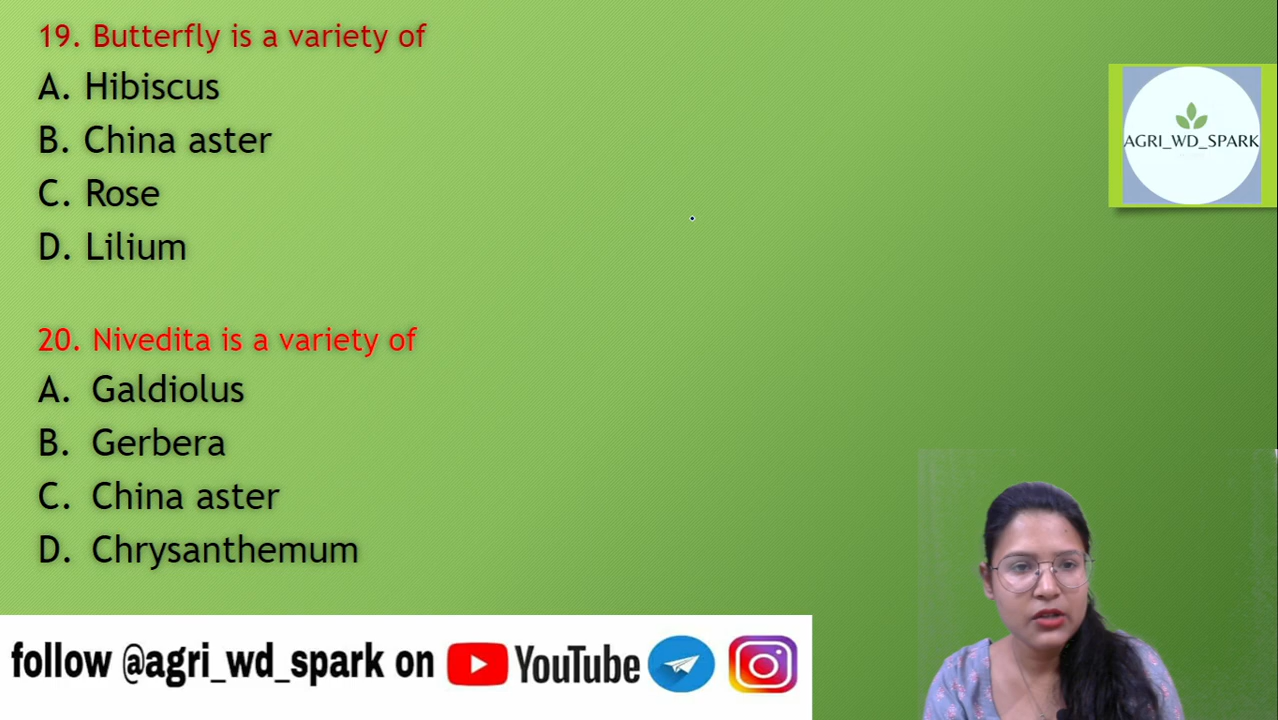 19. Butterfly is a variety of
A. Hibiscus
B. China aster
C. Rose
D. Lilium
AGRI_WD_SPARK
20. Nivedita is a variety of
A. Galdiolus
B. Gerbera
C. China aster
D. Chrysanthemum
follow @agri_wd_spark on YouTube